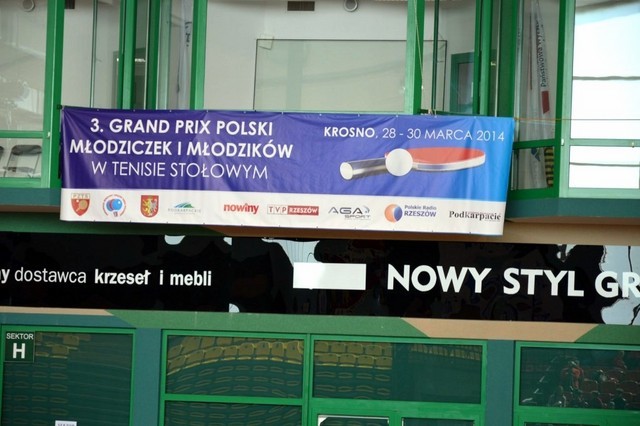 3. GRAND PRIX POLSKI
MŁODZICZEK I MŁODZIKÓW
W TENISIE STOŁOWYM
KROSNO, 28 - 30 MARCA 2014
nowiny
TVP RZESZÓW
AGA
SPORT
Polskie Radio
RZESZÓW
Podkarpacie
dostawca krzeseł i mebli
NOWY STYL GR
SEKTOR
H